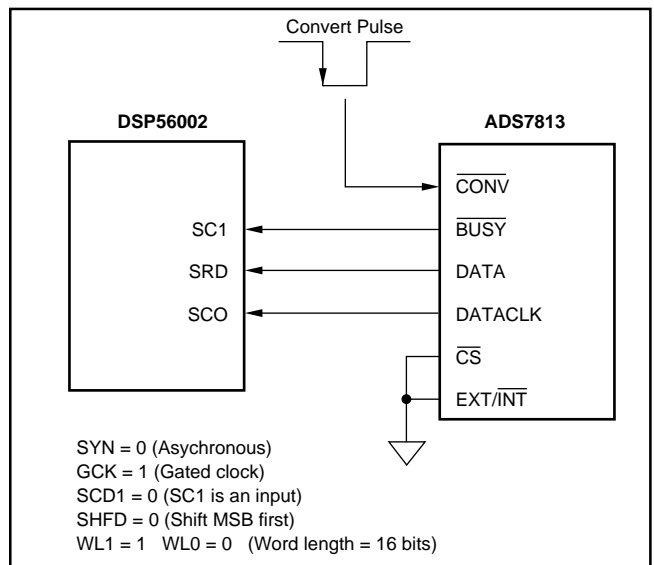 Convert Pulse
DSP56002
ADS7813
CONV
SC1
BUSY
SRD
DATA
SCO
DATACLK
CS
EXT/INT
SYN = 0 (Asychronous)
GCK = 1 (Gated clock)
SCD1 = 0 (SC1 is an input)
SHFD = 0 (Shift MSB first)
WL1 = 1 WL0 = 0 (Word length = 16 bits)